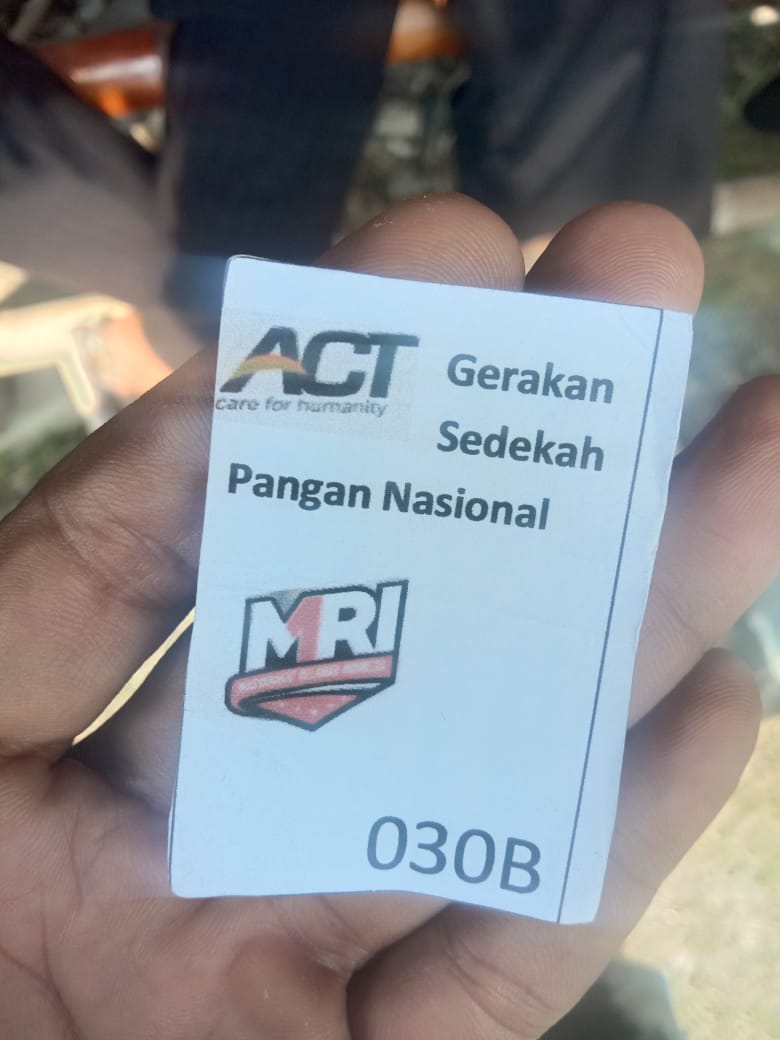 ACT
care for humanity
Gerakan
Sedekah
Pangan Nasional
MRI
030B